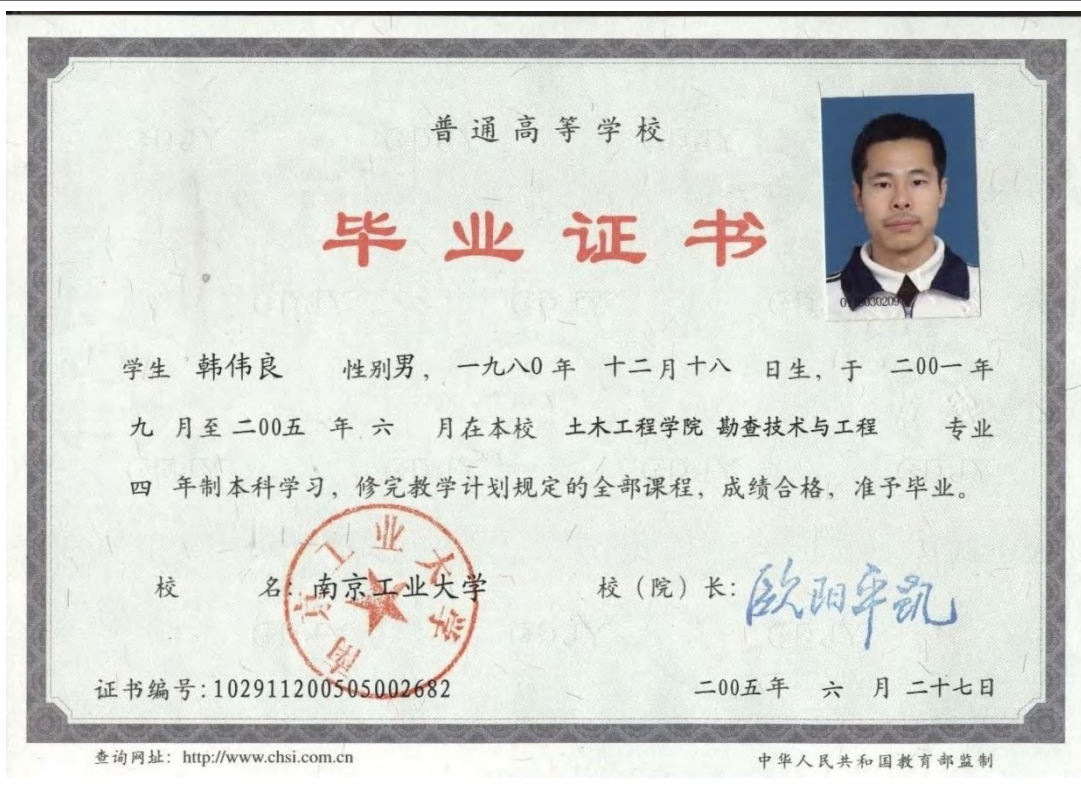 普通高等学校
毕业证书
0103030209
学生 韩伟良 性别男，一九八0年 十二月十八 日生，于 二00一年
九 月至二00五 年 六 月在本校 土木工程学院 勘查技术与工程 专业
四 年制本科学习，修完教学计划规定的全部课程，成绩合格，准予毕业。
校 名：南京工业大学 校（院）长：欧阳平凯
南京工业大学
证书编号：102911200505002682 二00五年 六 月 二十七日
查询网址：http://www.chsi.com.cn 中华人民共和国教育部监制